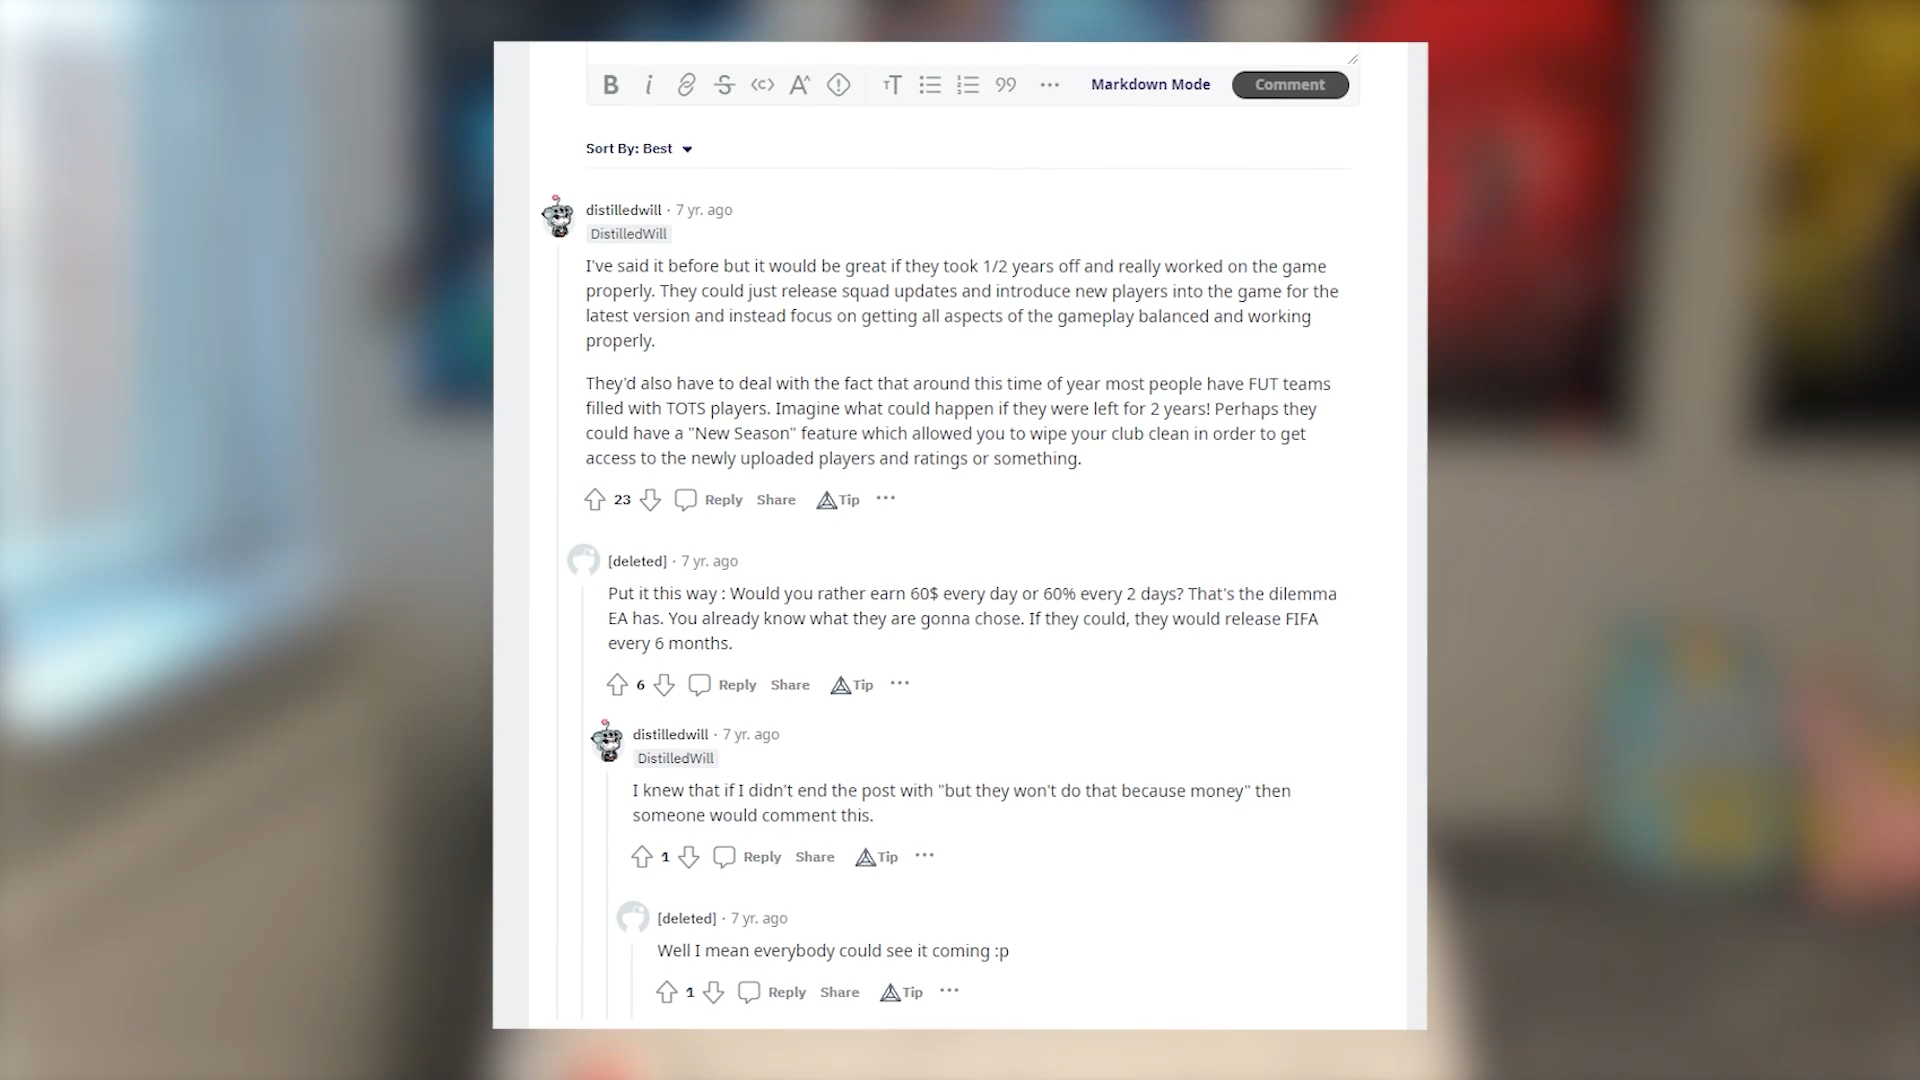 B i <c> A^ TT 99 ... Markdown Mode Comment
Sort By: Best
distilledwill · 7 yr. ago
DistilledWill
I've said it before but it would be great if they took 1/2 years off and really worked on the game
properly. They could just release squad updates and introduce new players into the game for the
latest version and instead focus on getting all aspects of the gameplay balanced and working
properly.
They'd also have to deal with the fact that around this time of year most people have FUT teams
filled with TOTS players. Imagine what could happen if they were left for 2 years! Perhaps they
could have a "New Season" feature which allowed you to wipe your club clean in order to get
access to the newly uploaded players and ratings or something.
23 Reply Share Tip ...
[deleted] · 7 yr. ago
Put it this way : Would you rather earn 60$ every day or 60% every 2 days? That's the dilemma
EA has. You already know what they are gonna chose. If they could, they would release FIFA
every 6 months.
6 Reply Share Tip ...
distilledwill · 7 yr. ago
DistilledWill
I knew that if I didn't end the post with "but they won't do that because money" then
someone would comment this.
1 Reply Share Tip ...
[deleted] · 7 yr. ago
Well I mean everybody could see it coming :p
1 Reply Share Tip ...